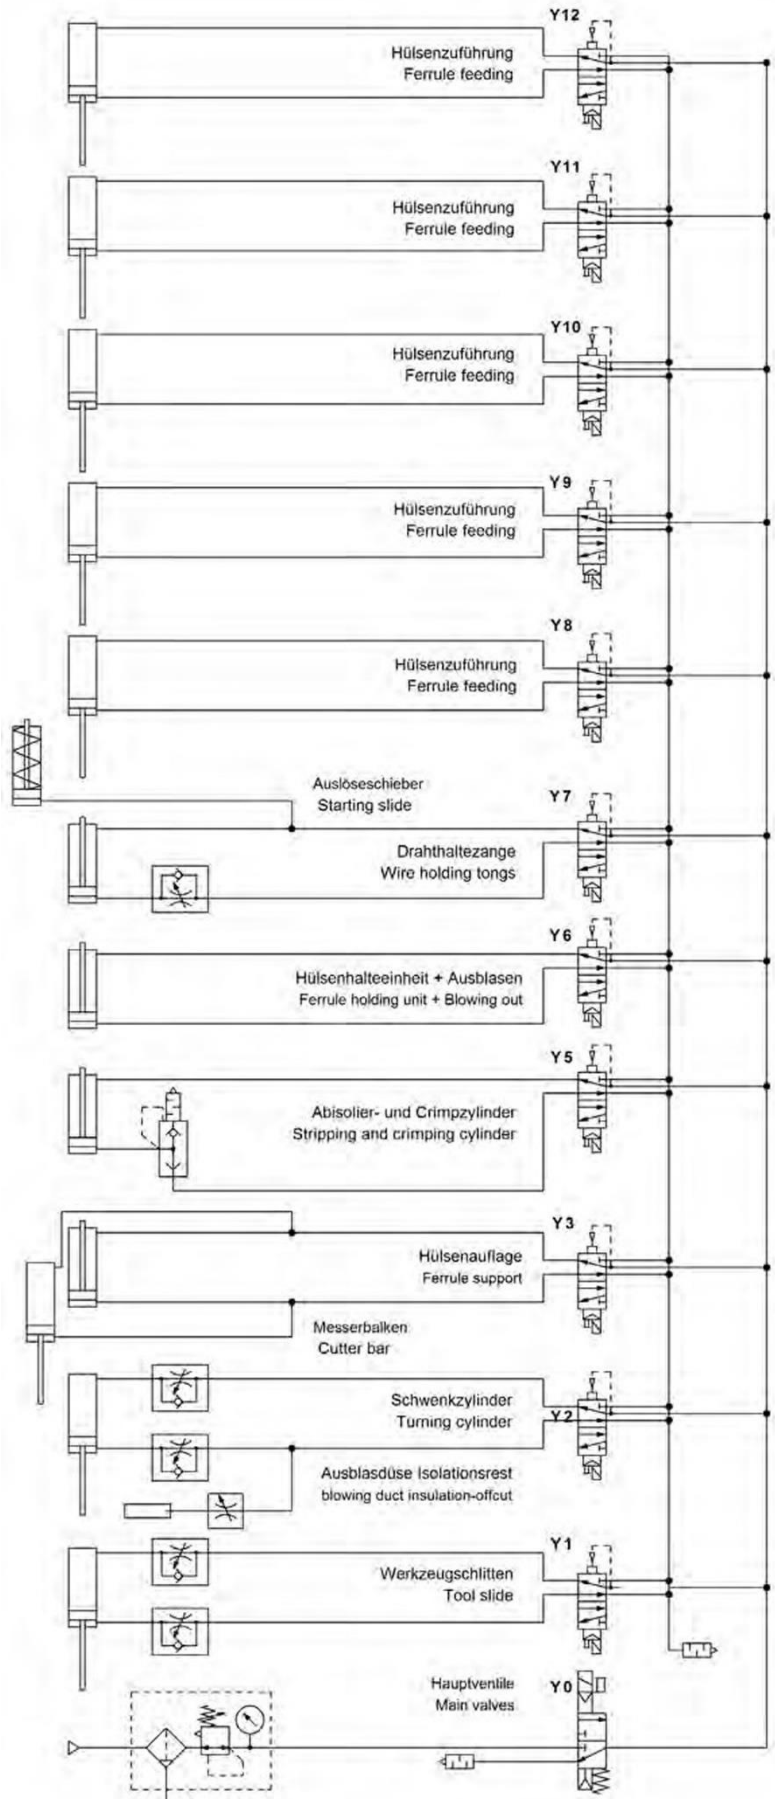 Y12
Hülsenzuführung
Ferrule feeding
Y11
Hülsenzuführung
Ferrule feeding
Y10
Hülsenzuführung
Ferrule feeding
Y9
Hülsenzuführung
Ferrule feeding
Y8
Hülsenzuführung
Ferrule feeding
Auslöseschieber
Starting slide
Y7
Drahthaltezange
Wire holding tongs
Y6
Hülsenhalteeinheit + Ausblasen
Ferrule holding unit + Blowing out
Y5
Abisolier- und Crimpzylinder
Stripping and crimping cylinder
Y3
Hülsenauflage
Ferrule support
Messerbalken
Cutter bar
Schwenkzylinder
Turning cylinder
Y2
Ausblasdüse Isolationsrest
blowing duct insulation-offcut
Y1
Werkzeugschlitten
Tool slide
Hauptventile
Main valves
Y0